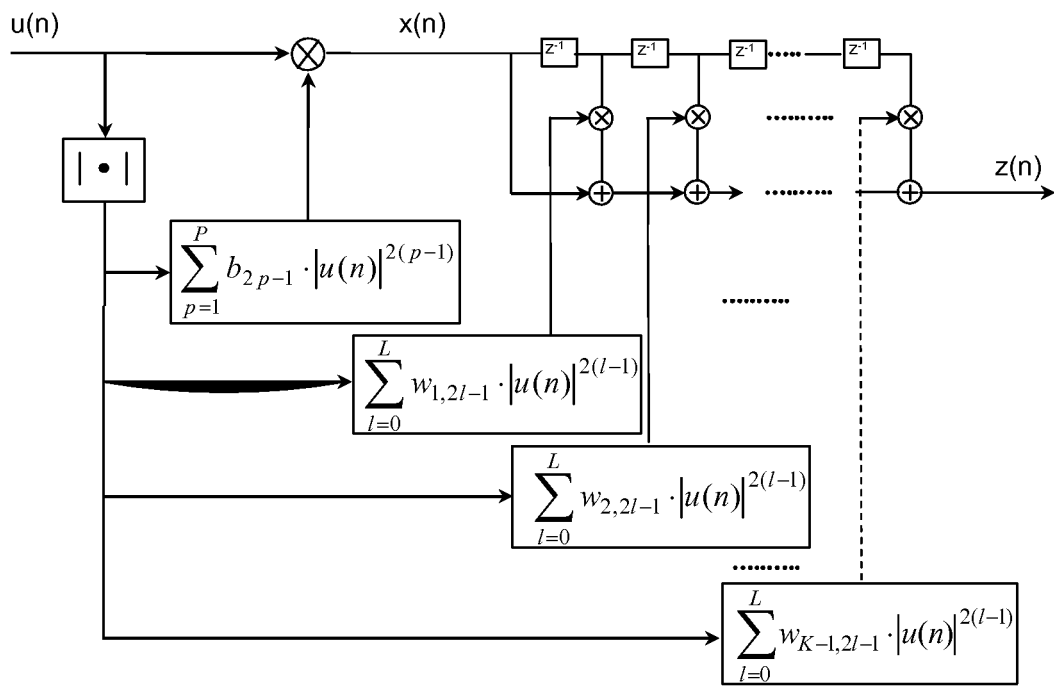 u(n) x(n)
z⁻¹ z⁻¹ z⁻¹ ...... z⁻¹
| • |
z(n)
∑_{p=1}^{P} b_{2p−1} · |u(n)|^{2(p−1)}
∑_{l=0}^{L} w_{1,2l−1} · |u(n)|^{2(l−1)}
∑_{l=0}^{L} w_{2,2l−1} · |u(n)|^{2(l−1)}
∑_{l=0}^{L} w_{K−1,2l−1} · |u(n)|^{2(l−1)}